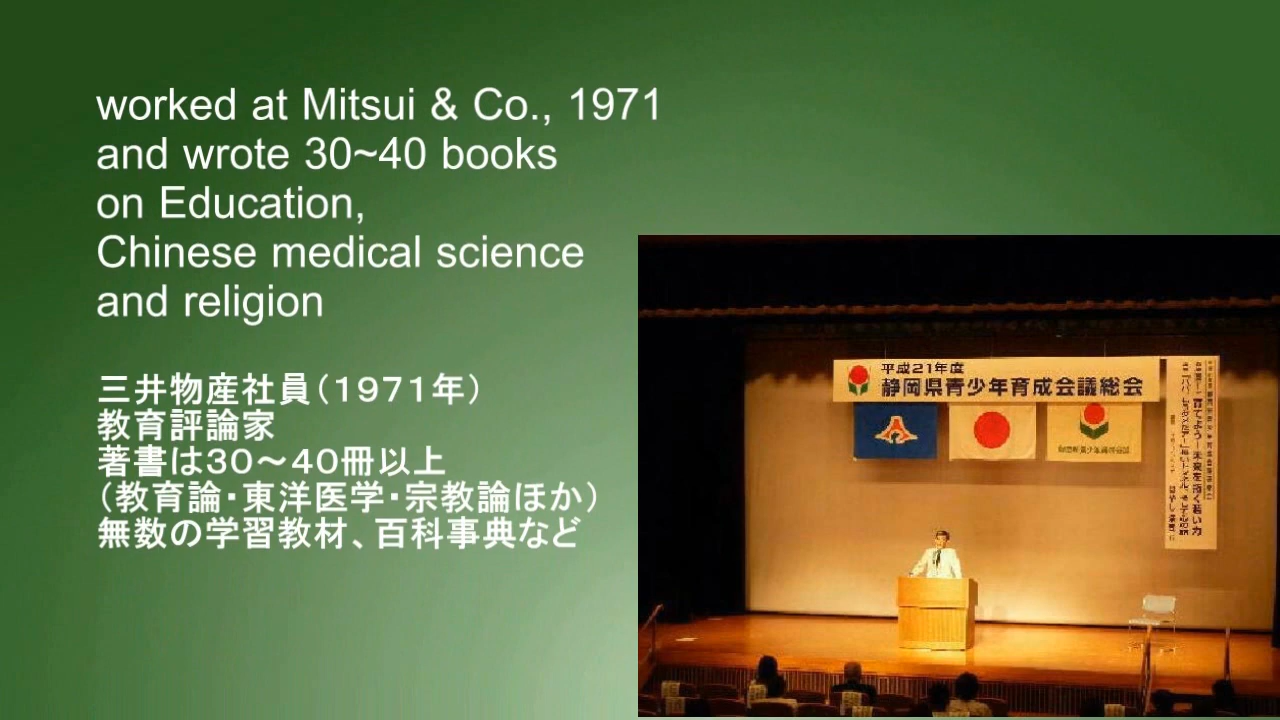 worked at Mitsui & Co., 1971
and wrote 30~40 books
on Education,
Chinese medical science
and religion
三井物産社員（１９７１年）
教育評論家
著書は３０～４０冊以上
（教育論・東洋医学・宗教論ほか）
無数の学習教材、百科事典など
平成21年度
静岡県青少年育成会議総会